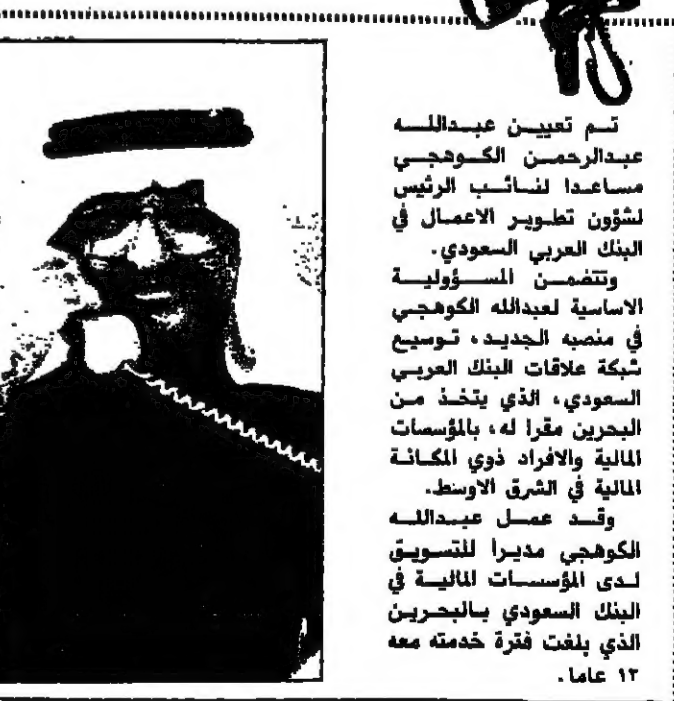 تم تعيين عبدالله
عبدالرحمن الكوهجي
مساعدا لنائب الرئيس
لشؤون تطوير الاعمال في
البنك العربي السعودي.
وتتضمن المسؤولية
الاساسية لعبدالله الكوهجي
في منصبه الجديد، توسيع
شبكة علاقات البنك العربي
السعودي، الذي يتخذ من
البحرين مقرا له، بالمؤسسات
المالية والافراد ذوي المكانة
المالية في الشرق الاوسط.
وقد عمل عبدالله
الكوهجي مديرا للتسويق
لدى المؤسسات المالية في
البنك السعودي بالبحرين
الذي بلغت فترة خدمته معه
١٢ عاما.